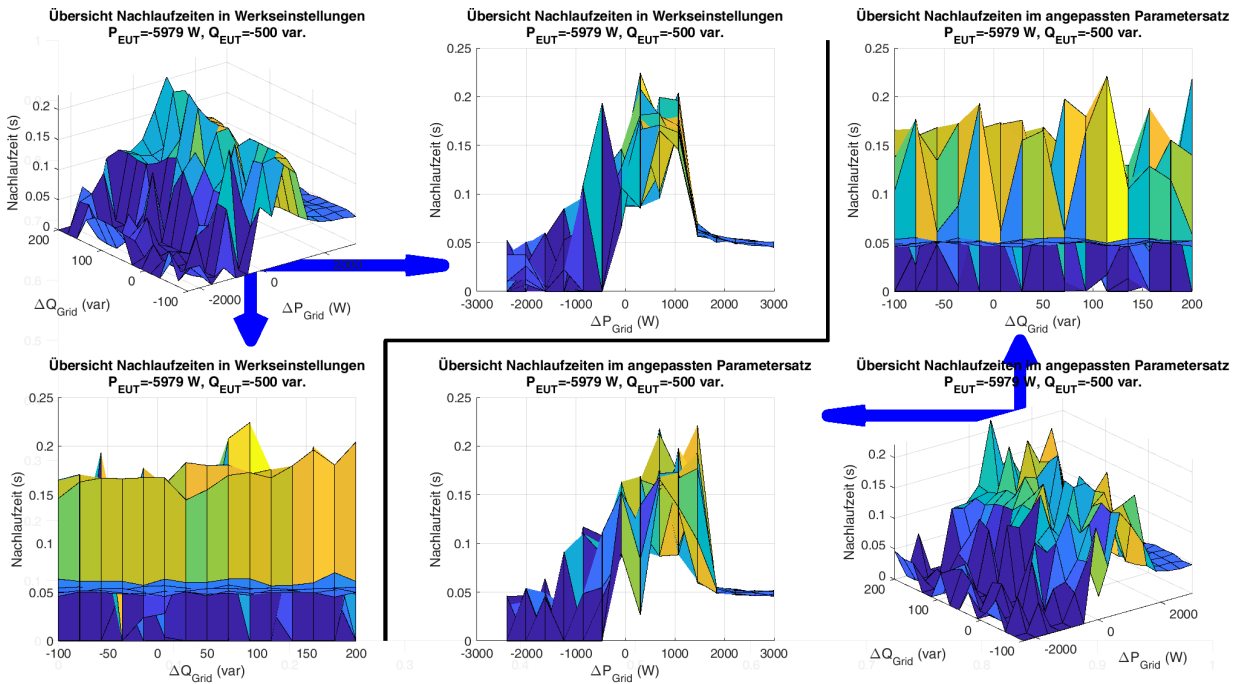 Übersicht Nachlaufzeiten in Werkseinstellungen
P_EUT=-5979 W, Q_EUT=-500 var.
Nachlaufzeit (s)
0.2
0.15
0.1
0.05
0
200
100
0
-100
ΔQ_Grid (var)
-2000
0
2000
ΔP_Grid (W)
Übersicht Nachlaufzeiten in Werkseinstellungen
P_EUT=-5979 W, Q_EUT=-500 var.
Nachlaufzeit (s)
0.25
0.2
0.15
0.1
0.05
0
-3000 -2000 -1000 0 1000 2000 3000
ΔP_Grid (W)
Übersicht Nachlaufzeiten im angepassten Parametersatz
P_EUT=-5979 W, Q_EUT=-500 var.
Nachlaufzeit (s)
0.25
0.2
0.15
0.1
0.05
0
-100 -50 0 50 100 150 200
ΔQ_Grid (var)
Übersicht Nachlaufzeiten in Werkseinstellungen
P_EUT=-5979 W, Q_EUT=-500 var.
Nachlaufzeit (s)
0.25
0.2
0.15
0.1
0.05
0
-100 -50 0 50 100 150 200
ΔQ_Grid (var)
Übersicht Nachlaufzeiten im angepassten Parametersatz
P_EUT=-5979 W, Q_EUT=-500 var.
Nachlaufzeit (s)
0.25
0.2
0.15
0.1
0.05
0
-3000 -2000 -1000 0 1000 2000 3000
ΔP_Grid (W)
Übersicht Nachlaufzeiten im angepassten Parametersatz
P_EUT=-5979 W, Q_EUT=-500 var.
Nachlaufzeit (s)
0.2
0.15
0.1
0.05
0
200
100
0
-100
ΔQ_Grid (var)
-2000
0
2000
ΔP_Grid (W)